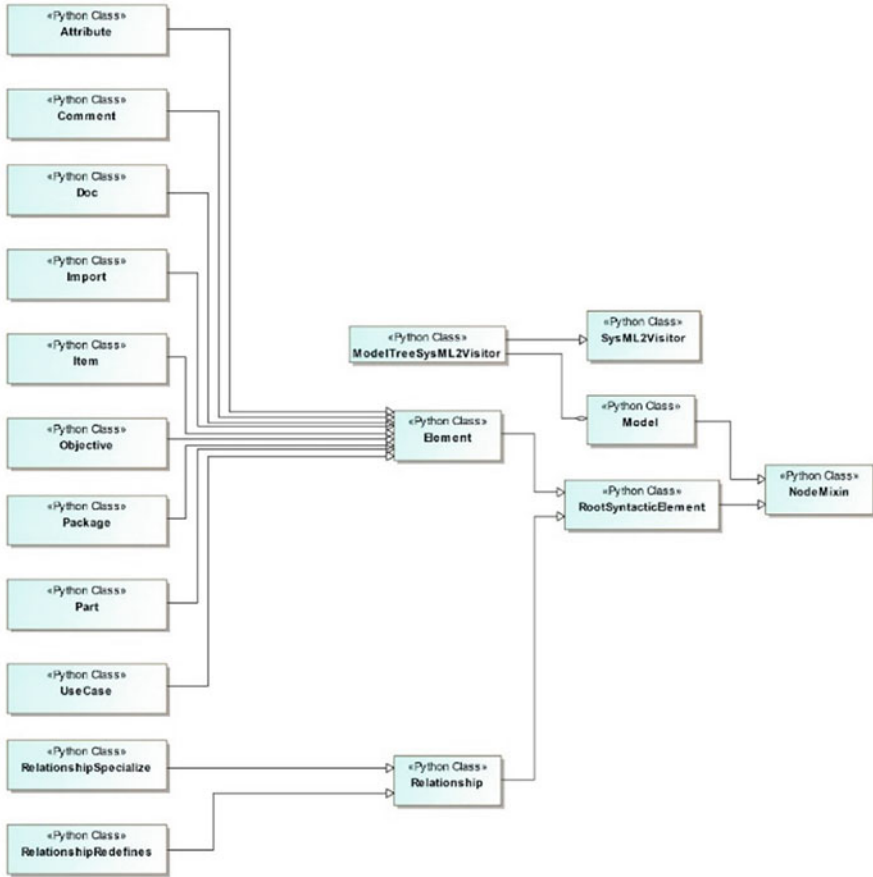 «Python Class»
Attribute
«Python Class»
Comment
«Python Class»
Doc
«Python Class»
Import
«Python Class»
Item
«Python Class»
Objective
«Python Class»
Package
«Python Class»
Part
«Python Class»
UseCase
«Python Class»
RelationshipSpecialize
«Python Class»
RelationshipRedefines
«Python Class»
ModelTreeSysML2Visitor
«Python Class»
Element
«Python Class»
Relationship
«Python Class»
SysML2Visitor
«Python Class»
Model
«Python Class»
RootSyntacticElement
«Python Class»
NodeMixin